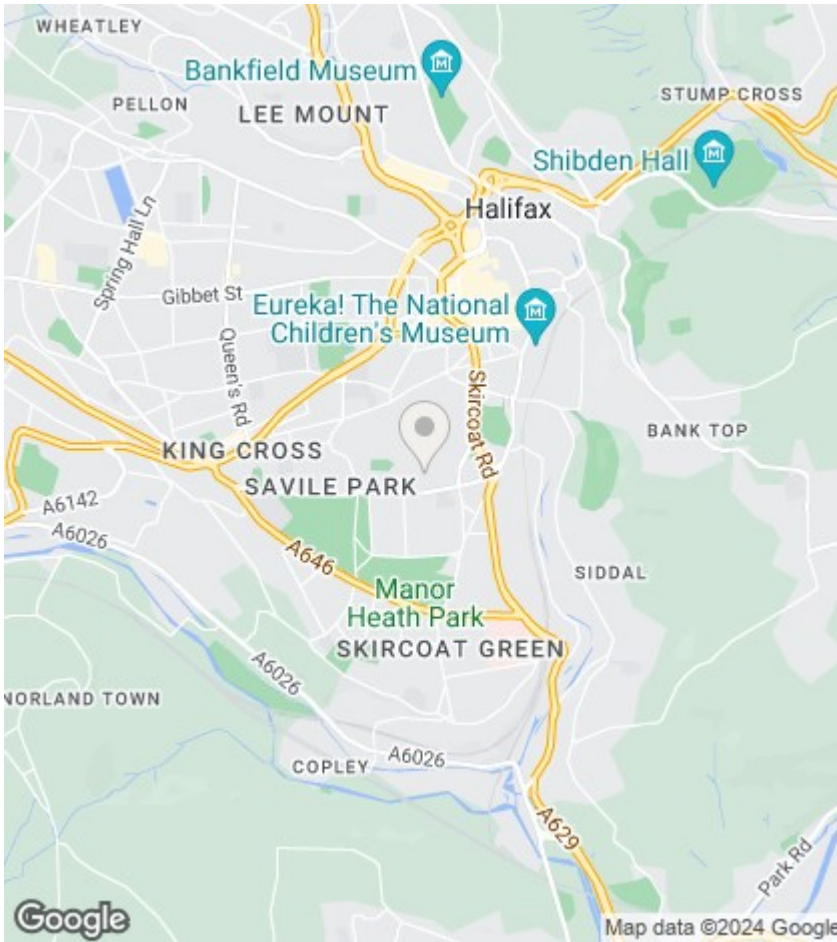 WHEATLEY
Bankfield Museum
PELLON
LEE MOUNT
STUMP CROSS
Shibden Hall
Halifax
Spring Hall Ln
Gibbet St
Eureka! The National
Children's Museum
Queen's Rd
Skircoat Rd
BANK TOP
KING CROSS
SAVILE PARK
A6142
A6026
A646
SIDDAL
Manor
Heath Park
SKIRCOAT GREEN
A6026
NORLAND TOWN
COPLEY
A6026
A629
Park Rd
Google
Map data ©2024 Google